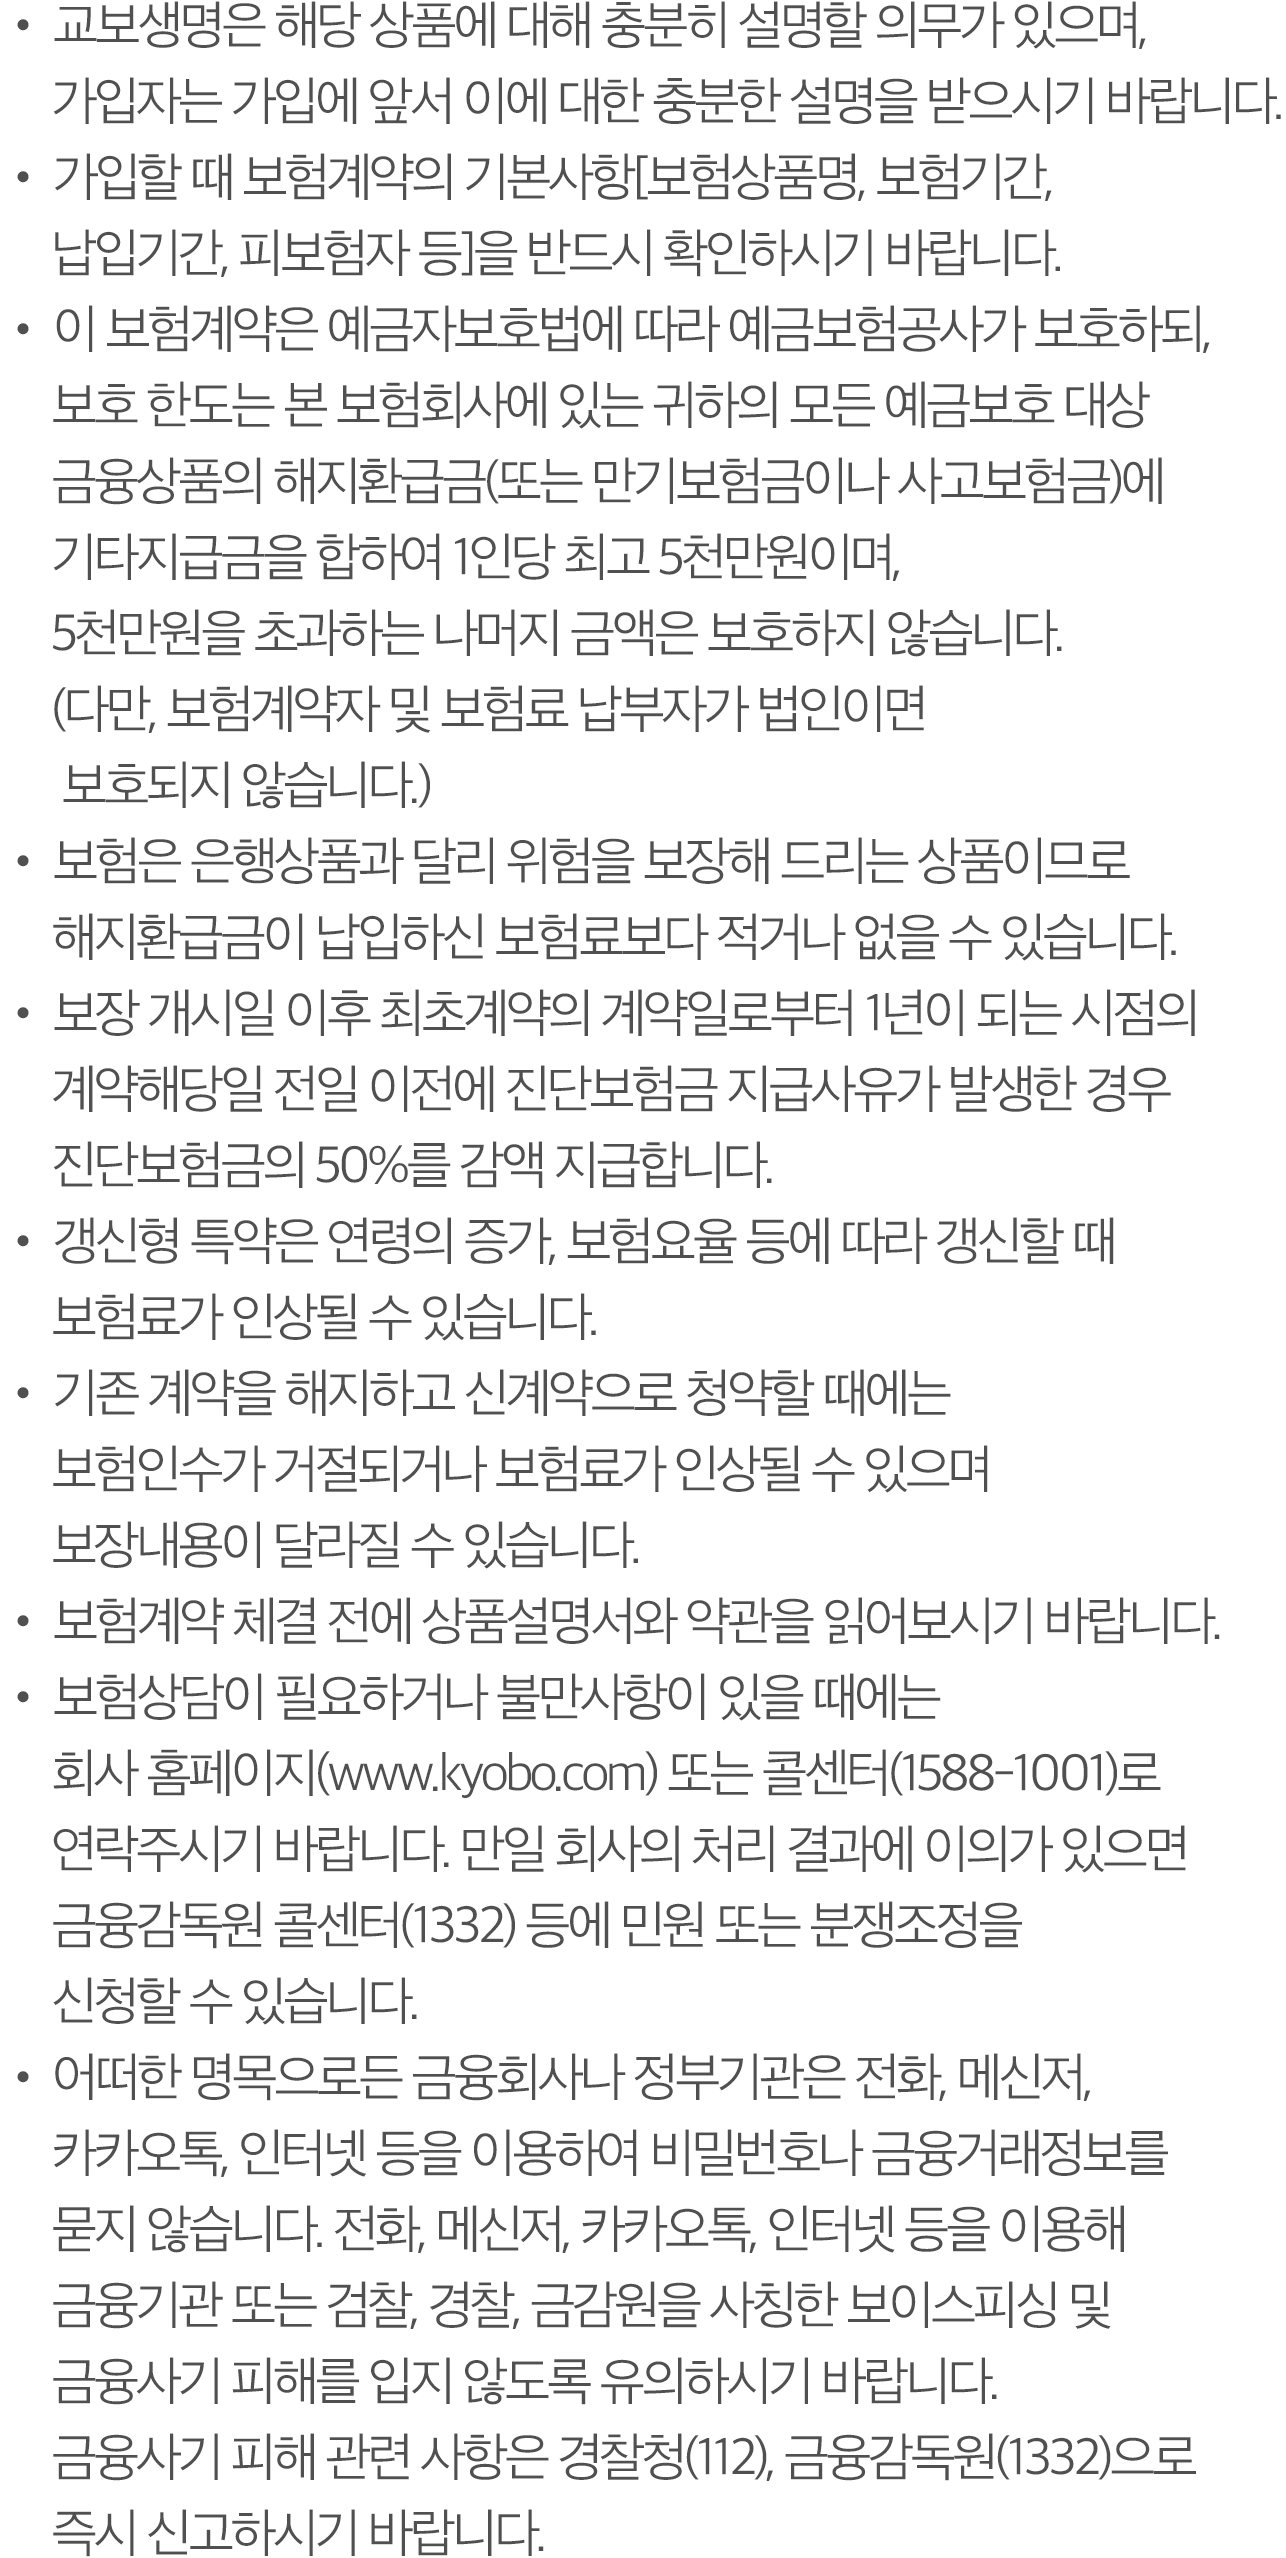 • 교보생명은 해당 상품에 대해 충분히 설명할 의무가 있으며,
가입자는 가입에 앞서 이에 대한 충분한 설명을 받으시기 바랍니다.
• 가입할 때 보험계약의 기본사항[보험상품명, 보험기간,
납입기간, 피보험자 등]을 반드시 확인하시기 바랍니다.
• 이 보험계약은 예금자보호법에 따라 예금보험공사가 보호하되,
보호 한도는 본 보험회사에 있는 귀하의 모든 예금보호 대상
금융상품의 해지환급금(또는 만기보험금이나 사고보험금)에
기타지급금을 합하여 1인당 최고 5천만원이며,
5천만원을 초과하는 나머지 금액은 보호하지 않습니다.
(다만, 보험계약자 및 보험료 납부자가 법인이면
보호되지 않습니다.)
• 보험은 은행상품과 달리 위험을 보장해 드리는 상품이므로
해지환급금이 납입하신 보험료보다 적거나 없을 수 있습니다.
• 보장 개시일 이후 최초계약의 계약일로부터 1년이 되는 시점의
계약해당일 전일 이전에 진단보험금 지급사유가 발생한 경우
진단보험금의 50%를 감액 지급합니다.
• 갱신형 특약은 연령의 증가, 보험요율 등에 따라 갱신할 때
보험료가 인상될 수 있습니다.
• 기존 계약을 해지하고 신계약으로 청약할 때에는
보험인수가 거절되거나 보험료가 인상될 수 있으며
보장내용이 달라질 수 있습니다.
• 보험계약 체결 전에 상품설명서와 약관을 읽어보시기 바랍니다.
• 보험상담이 필요하거나 불만사항이 있을 때에는
회사 홈페이지(www.kyobo.com) 또는 콜센터(1588-1001)로
연락주시기 바랍니다. 만일 회사의 처리 결과에 이의가 있으면
금융감독원 콜센터(1332) 등에 민원 또는 분쟁조정을
신청할 수 있습니다.
• 어떠한 명목으로든 금융회사나 정부기관은 전화, 메신저,
카카오톡, 인터넷 등을 이용하여 비밀번호나 금융거래정보를
묻지 않습니다. 전화, 메신저, 카카오톡, 인터넷 등을 이용해
금융기관 또는 검찰, 경찰, 금감원을 사칭한 보이스피싱 및
금융사기 피해를 입지 않도록 유의하시기 바랍니다.
금융사기 피해 관련 사항은 경찰청(112), 금융감독원(1332)으로
즉시 신고하시기 바랍니다.